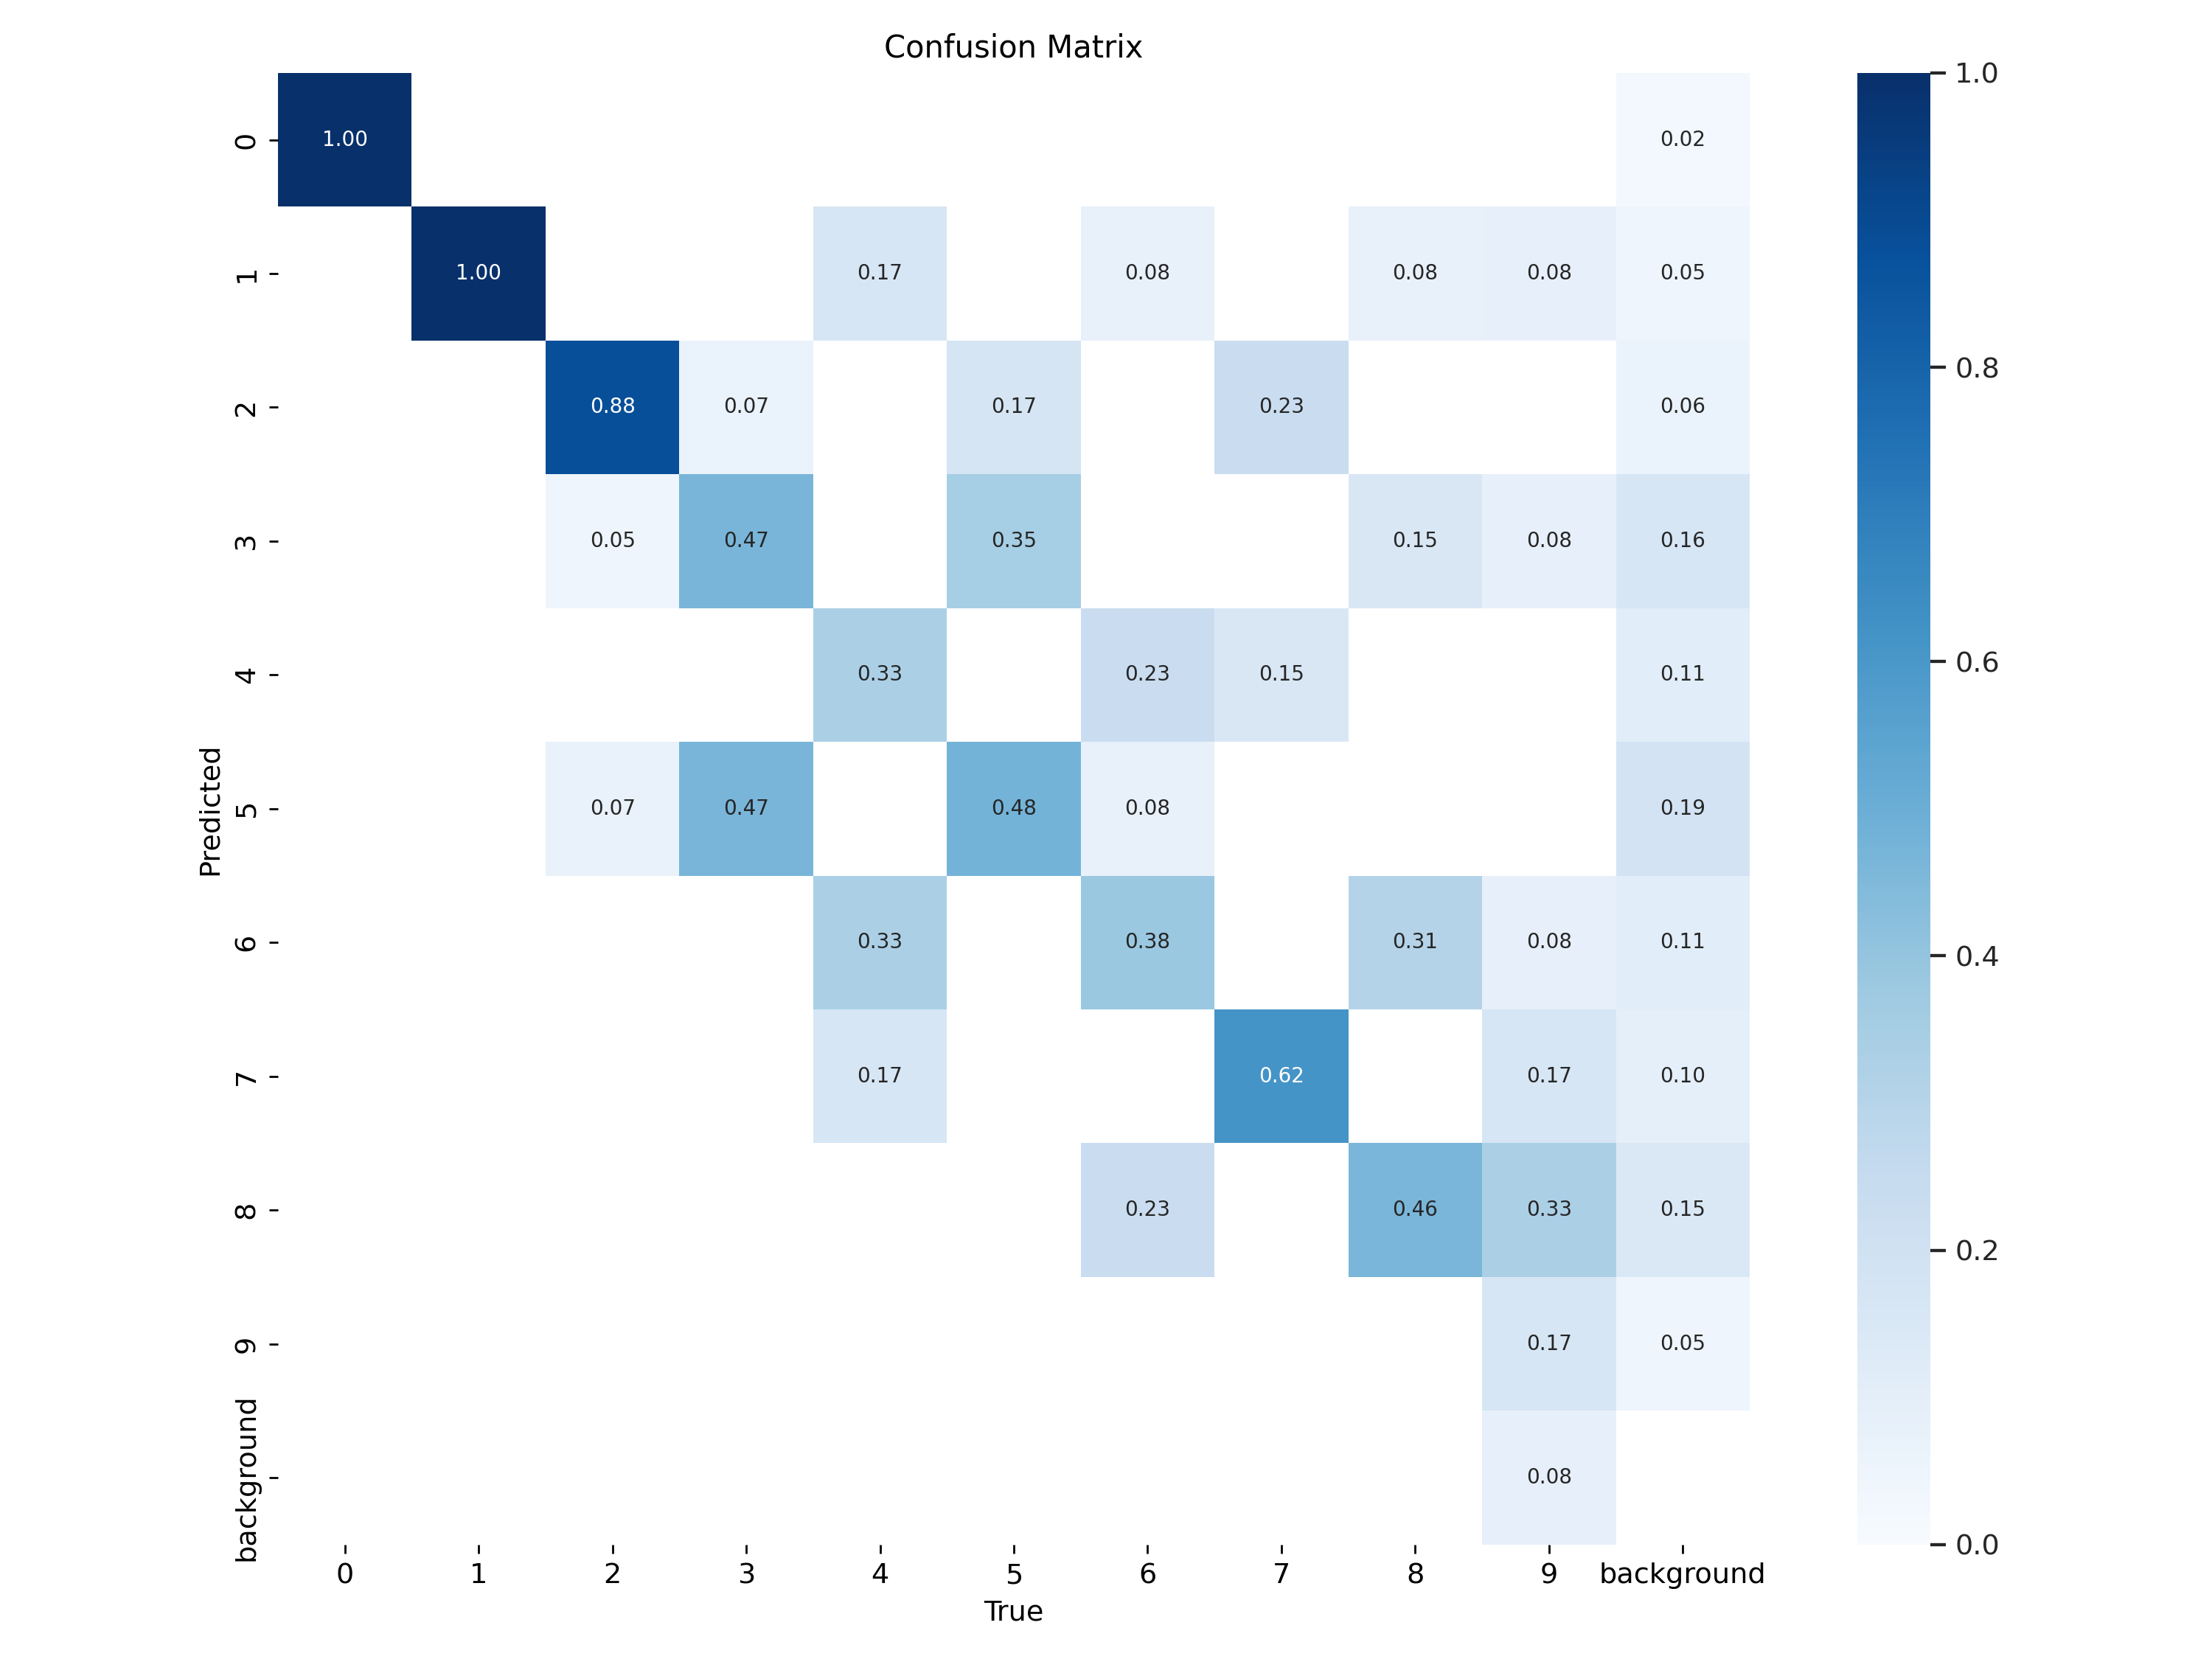 Confusion Matrix
1.0
0 1.00 0.02
1 1.00 0.17 0.08 0.08 0.08 0.05
0.8
2 0.88 0.07 0.17 0.23 0.06
3 0.05 0.47 0.35 0.15 0.08 0.16
0.6
4 0.33 0.23 0.15 0.11
Predicted
5 0.07 0.47 0.48 0.08 0.19
6 0.33 0.38 0.31 0.08 0.11
0.4
7 0.17 0.62 0.17 0.10
8 0.23 0.46 0.33 0.15
0.2
9 0.17 0.05
background 0.08
0.0
0 1 2 3 4 5 6 7 8 9 background
True